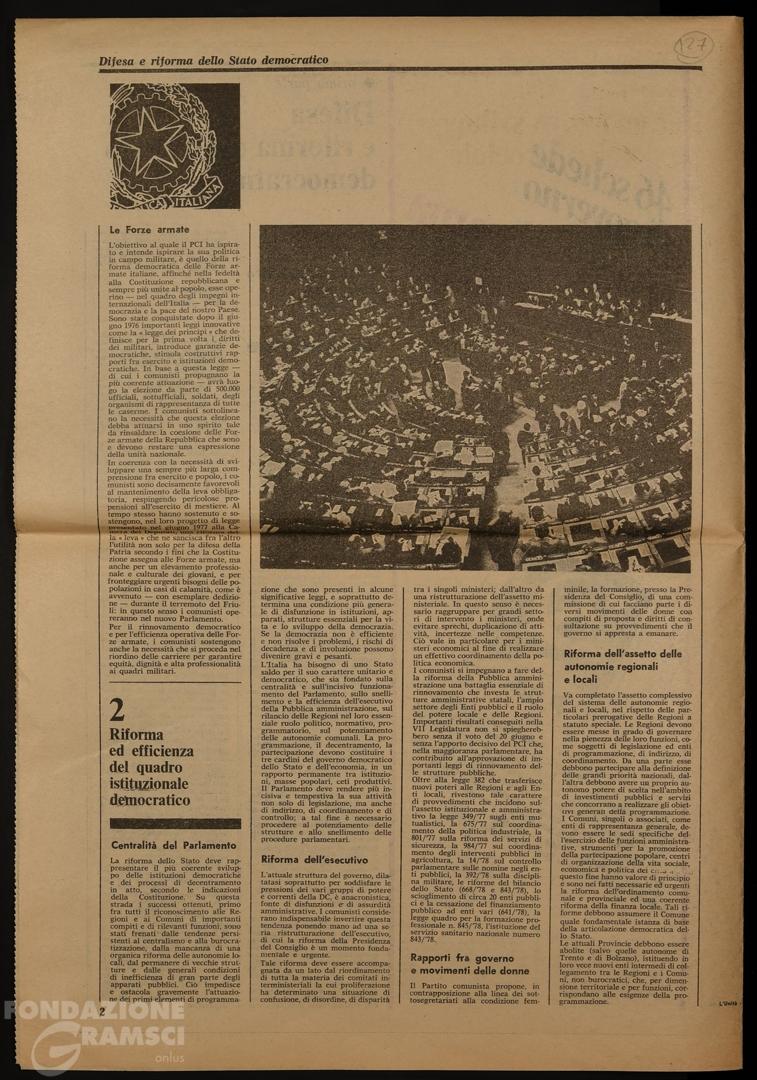 127
Difesa e riforma dello Stato democratico
ICA ITALIANA
Le Forze armate
L'obiettivo al quale il PCI ha ispira-
to e intende ispirare la sua politica
in campo militare, è quello della ri-
forma democratica delle Forze ar-
mate italiane, affinché nella fedeltà
alla Costituzione repubblicana e
sempre più unite al popolo, esse ope-
rino — nel quadro degli impegni in-
ternazionali dell'Italia — per la de-
mocrazia e la pace del nostro Paese.
Sono state conquistate dopo il giu-
gno 1976 importanti leggi innovative
come la « legge dei principi » che de-
finisce per la prima volta i diritti
dei militari, introduce garanzie de-
mocratiche, stimola costruttivi rap-
porti fra esercito e istituzioni demo-
cratiche. In base a questa legge —
di cui i comunisti propugnano la
più coerente attuazione — avrà luo-
go la elezione da parte di 500.000
ufficiali, sottufficiali, soldati, degli
organismi di rappresentanza di tutte
le caserme. I comunisti sottolinea-
no la necessità che questa elezione
debba attuarsi in uno spirito tale
da rinsaldare la coesione delle For-
ze armate della Repubblica che sono
e devono restare una espressione
della unità nazionale.
In coerenza con la necessità di svi-
luppare una sempre più larga com-
prensione fra esercito e popolo, i co-
munisti sono decisamente favorevoli
al mantenimento della leva obbliga-
toria, respingendo pericolose pro-
pensioni all'esercito di mestiere. Al
tempo stesso hanno sostenuto e so-
stengono, nel loro progetto di legge
presentato nel giugno 1977 alla Ca-
mera dei Deputati, una riforma del-
la « leva » che ne sancisca fra l'altro
l'utilità non solo per la difesa della
Patria secondo i fini che la Costitu-
zione assegna alle Forze armate, ma
anche per un elevamento professio-
nale e culturale dei giovani, e per
fronteggiare urgenti bisogni delle po-
polazioni in casi di calamità, come è
avvenuto — con esemplare dedizio-
ne — durante il terremoto del Friu-
li: in questo senso i comunisti ope-
reranno nel nuovo Parlamento.
Per il rinnovamento democratico
e per l'efficienza operativa delle For-
ze armate, i comunisti sostengono
anche la necessità che si proceda nel
riordino delle carriere per garantire
equità, dignità e alta professionalità
ai quadri militari.
2
Riforma
ed efficienza
del quadro
istituzionale
democratico
Centralità del Parlamento
La riforma dello Stato deve rap-
presentare il più coerente svilup-
po delle istituzioni democratiche
e dei processi di decentramento
in atto, secondo le indicazioni
della Costituzione. Su questa
strada i successi ottenuti, primo
fra tutti il riconoscimento alle Re-
gioni e ai Comuni di importanti
compiti e di rilevanti funzioni, sono
stati frenati dalle tendenze persi-
stenti al centralismo e alla burocra-
tizzazione, dalla mancanza di una
organica riforma delle autonomie lo-
cali, dal permanere di vecchie strut-
ture e dalle generali condizioni
di inefficienza di gran parte degli
apparati pubblici. Ciò impedisce
e ostacola gravemente l'attuazio-
ne dei primi elementi di programma-
zione che sono presenti in alcune
significative leggi, e soprattutto de-
termina una condizione più genera-
le di disfunzione in istituzioni, ap-
parati, strutture essenziali per la vi-
ta e lo sviluppo della democrazia.
Se la democrazia non è efficiente
e non risolve i problemi, i rischi di
decadenza e di involuzione possono
divenire gravi e pesanti.
L'Italia ha bisogno di uno Stato
saldo per il suo carattere unitario e
democratico, che sia fondato sulla
centralità e sull'incisivo funziona-
mento del Parlamento, sullo snelli-
mento e la efficienza dell'esecutivo
della Pubblica amministrazione, sul
rilancio delle Regioni nel loro essen-
ziale ruolo politico, normativo, pro-
grammatorio, sul potenziamento
delle autonomie comunali. La pro-
grammazione, il decentramento, la
partecipazione devono costituire i
tre cardini del governo democratico
dello Stato e dell'economia, in un
rapporto permanente tra istituzio-
ni, masse popolari, ceti produttivi.
Il Parlamento deve rendere più in-
cisiva e tempestiva la sua attività
non solo di legislazione, ma anche
di indirizzo, di coordinamento e di
controllo; a tal fine è necessario
procedere al potenziamento delle
strutture e allo snellimento delle
procedure parlamentari.
Riforma dell'esecutivo
L'attuale struttura del governo, dila-
tatasi soprattutto per soddisfare le
pressioni dei vari gruppi di potere
e correnti della DC, è anacronistica,
fonte di disfunzioni e di assurdità
amministrative. I comunisti conside-
rano indispensabile invertire questa
tendenza ponendo mano ad una se-
ria ristrutturazione dell'esecutivo,
di cui la riforma della Presidenza
del Consiglio è un momento fonda-
mentale e urgente.
Tale riforma deve essere accompa-
gnata da un lato dal riordinamento
di tutta la materia dei comitati in-
terministeriali la cui proliferazione
ha determinato una situazione di
confusione, di disordine, di disparità
tra i singoli ministeri; dall'altro da
una ristrutturazione dell'assetto mi-
nisteriale. In questo senso è neces-
sario raggruppare per grandi setto-
ri di intervento i ministeri, onde
evitare sprechi, duplicazione di atti-
vità, incertezze nelle competenze.
Ciò vale in particolare per i mini-
steri economici al fine di realizzare
un effettivo coordinamento della po-
litica economica.
I comunisti si impegnano a fare del-
la riforma della Pubblica ammini-
strazione una battaglia essenziale di
rinnovamento che investa le strut-
ture amministrative statali, l'ampio
settore degli Enti pubblici e il ruolo
del potere locale e delle Regioni.
Importanti risultati conseguiti nella
VII Legislatura non si spieghereb-
bero senza il voto del 20 giugno e
senza l'apporto decisivo del PCI che,
nella maggioranza parlamentare, ha
contribuito all'approvazione di im-
portanti leggi di rinnovamento del-
le strutture pubbliche.
Oltre alla legge 382 che trasferisce
nuovi poteri alle Regioni e agli En-
ti locali, rivestono tale carattere
di provvedimenti che incidono sul-
l'assetto istituzionale e amministra-
tivo la legge 349/77 sugli enti mu-
tualistici, la 675/77 sul coordina-
mento della politica industriale, la
801/77 sulla riforma dei servizi di
sicurezza, la 984/77 sul coordina-
mento degli interventi pubblici in
agricoltura, la 14/78 sul controllo
parlamentare sulle nomine negli en-
ti pubblici, la 392/78 sulla discipli-
na militare, le riforme del bilancio
dello Stato (668/78 e 843/78), lo
scioglimento di circa 20 enti pubbli-
ci e la cessazione del finanziamento
pubblico ad enti vari (641/78), la
legge quadro per la formazione pro-
fessionale n. 845/78, l'istituzione del
servizio sanitario nazionale numero
843/78.
Rapporti fra governo
e movimenti delle donne
Il Partito comunista propone, in
contrapposizione alla linea dei sot-
tosegretariati alla condizione fem-
minile, la formazione, presso la Pre-
sidenza del Consiglio, di una com-
missione di cui facciano parte i di-
versi movimenti delle donne con
compiti di proposta e diritti di con-
sultazione su provvedimenti che il
governo si appresta a emanare.
Riforma dell'assetto delle
autonomie regionali
e locali
Va completato l'assetto complessivo
del sistema delle autonomie regio-
nali e locali, nel rispetto delle par-
ticolari prerogative delle Regioni a
statuto speciale. Le Regioni devono
essere messe in grado di governare
nella pienezza delle loro funzioni, co-
me soggetti di legislazione ed enti
di programmazione, di indirizzo, di
coordinamento. Da una parte esse
debbono partecipare alla definizione
delle grandi priorità nazionali, dal-
l'altra debbono avere un proprio au-
tonomo potere di scelta nell'ambito
di investimenti pubblici e servizi
che concorrano a realizzare gli obiet-
tivi generali della programmazione.
I Comuni, singoli o associati, come
enti di rappresentanza generale, de-
vono essere le sedi specifiche del-
l'esercizio delle funzioni amministra-
tive, strumenti per la promozione
della partecipazione popolare, centri
di organizzazione della vita sociale,
economica e politica dei
questo fine hanno valore di principio
e sono nei fatti necessarie ed urgenti
la riforma dell'ordinamento comu-
nale e provinciale ed una coerente
riforma della finanza locale. Tali ri-
forme debbono assumere il Comune
quale fondamentale istanza di base
della articolazione democratica del-
lo Stato.
Le attuali Provincie debbono essere
abolite (salvo quelle autonome di
Trento e di Bolzano), istituendo in
loro vece nuovi enti intermedi di col-
legamento tra le Regioni e i Comu-
ni, non burocratici, che, per dimen-
sione territoriale e per funzioni, cor-
rispondano alle esigenze della pro-
grammazione.
2
L'Unità
FONDAZIONE
GRAMSCI
onlus